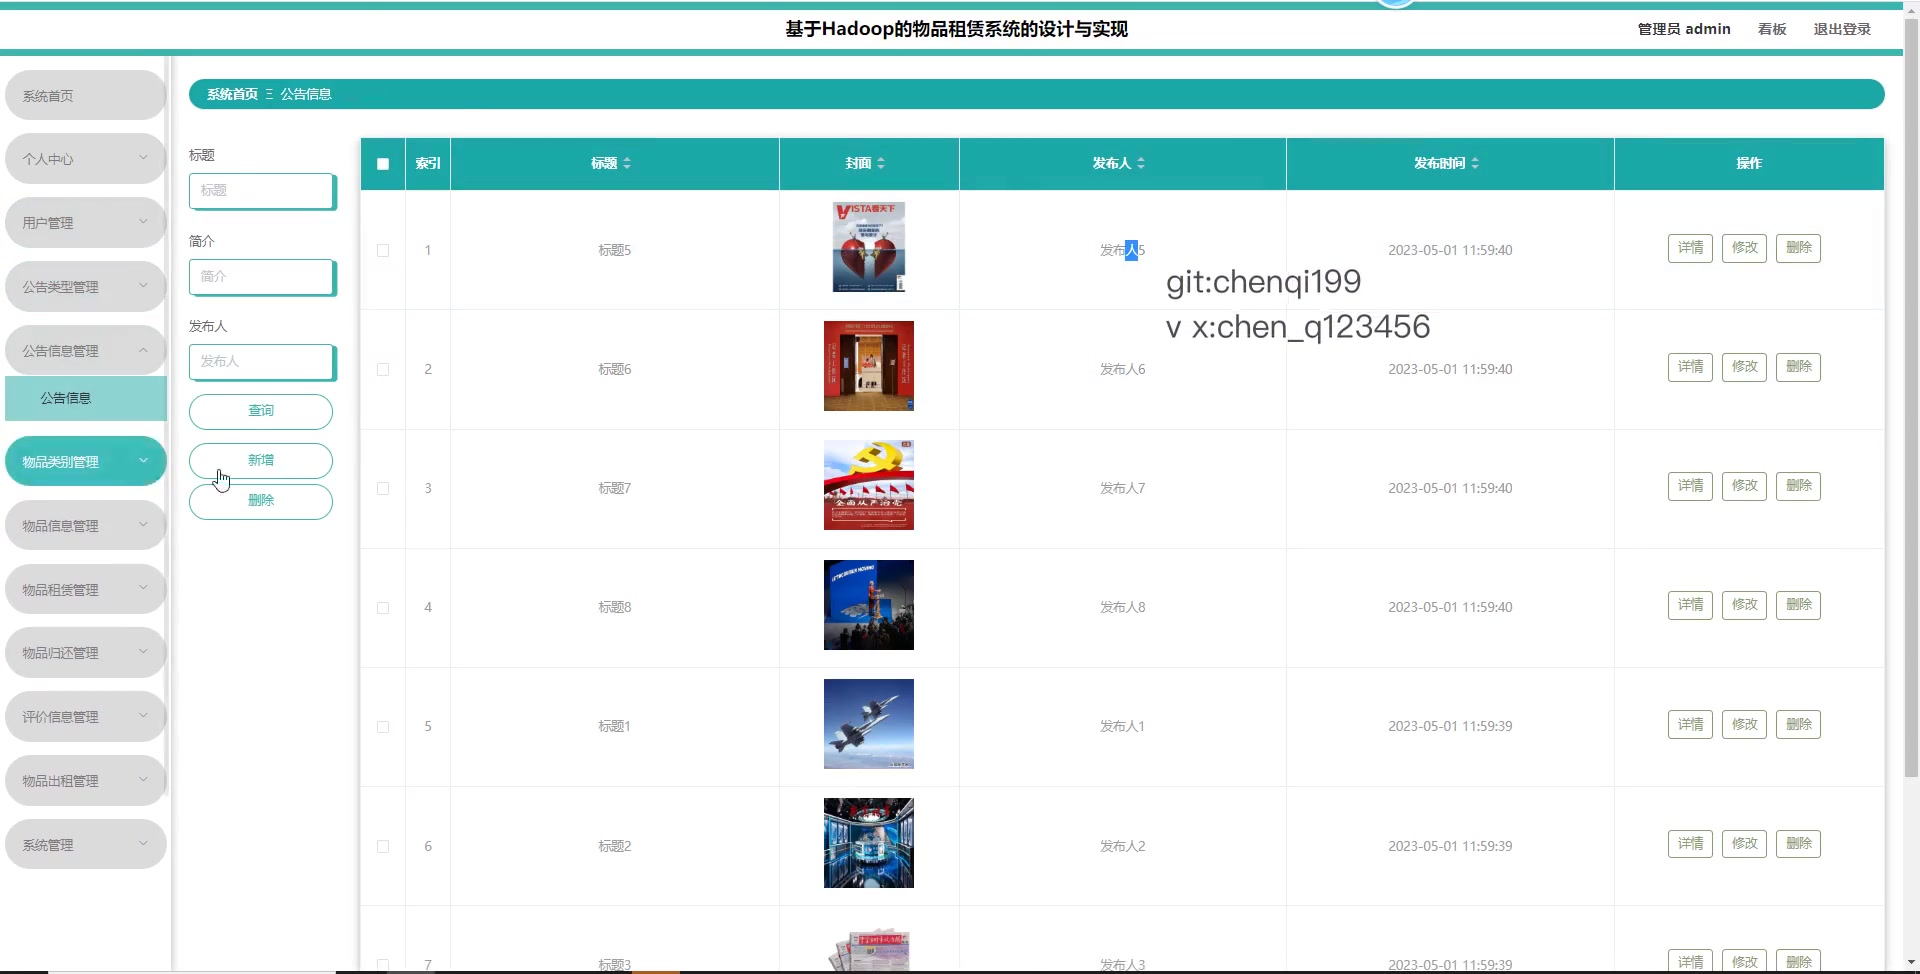 基于Hadoop的物品租赁系统的设计与实现
管理员 admin 看板 退出登录
系统首页
个人中心
用户管理
公告类型管理
公告信息管理
公告信息
物品类别管理
物品信息管理
物品租赁管理
物品归还管理
评价信息管理
物品出租管理
系统管理
系统首页 Ξ 公告信息
标题
标题
简介
简介
发布人
发布人
查询
新增
删除
索引 标题 封面 发布人 发布时间 操作
1 标题5 发布人5 2023-05-01 11:59:40 详情 修改 删除
VISTA看天下
git:chenqi199
v x:chen_q123456
2 标题6 发布人6 2023-05-01 11:59:40 详情 修改 删除
3 标题7 发布人7 2023-05-01 11:59:40 详情 修改 删除
全面从严治党
4 标题8 发布人8 2023-05-01 11:59:40 详情 修改 删除
5 标题1 发布人1 2023-05-01 11:59:39 详情 修改 删除
6 标题2 发布人2 2023-05-01 11:59:39 详情 修改 删除
7 标题3 发布人3 2023-05-01 11:59:39 详情 修改 删除